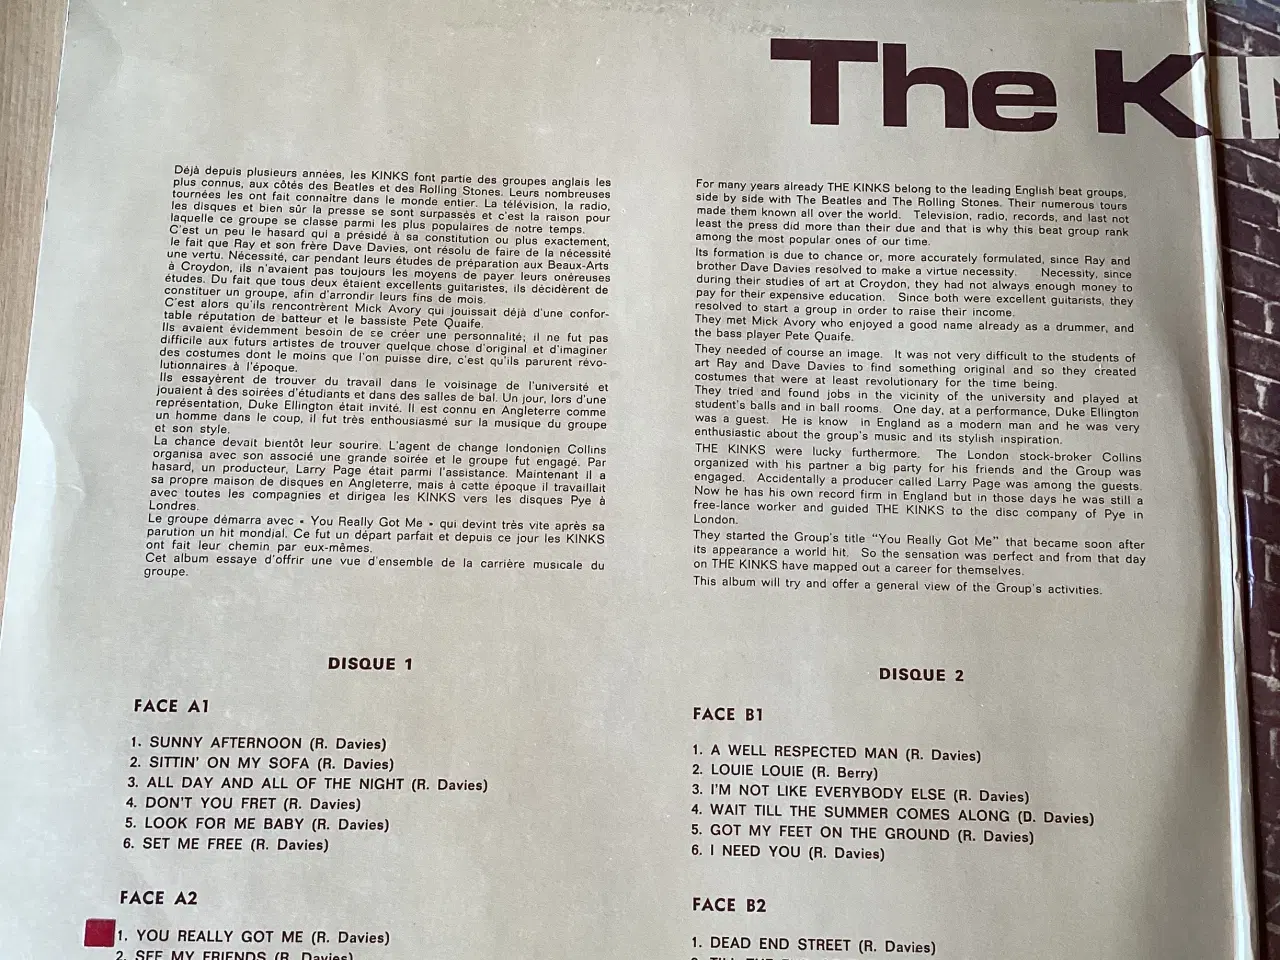 The KIN
Déjà depuis plusieurs années, les KINKS font partie des groupes anglais les
plus connus, aux côtés des Beatles et des Rolling Stones. Leurs nombreuses
tournées les ont fait connaître dans le monde entier. La télévision, la radio,
les disques et bien sûr la presse se sont surpassés et c'est la raison pour
laquelle ce groupe se classe parmi les plus populaires de notre temps.
C'est un peu le hasard qui a présidé à sa constitution ou plus exactement,
le fait que Ray et son frère Dave Davies, ont résolu de faire de la nécessité
une vertu. Nécessité, car pendant leurs études de préparation aux Beaux-Arts
à Croydon, ils n'avaient pas toujours les moyens de payer leurs onéreuses
études. Du fait que tous deux étaient excellents guitaristes, ils décidèrent de
constituer un groupe, afin d'arrondir leurs fins de mois.
C'est alors qu'ils rencontrèrent Mick Avory qui jouissait déjà d'une confor-
table réputation de batteur et le bassiste Pete Quaife.
Ils avaient évidemment besoin de se créer une personnalité; il ne fut pas
difficile aux futurs artistes de trouver quelque chose d'original et d'imaginer
des costumes dont le moins que l'on puisse dire, c'est qu'ils parurent révo-
lutionnaires à l'époque.
Ils essayèrent de trouver du travail dans le voisinage de l'université et
jouaient à des soirées d'étudiants et dans des salles de bal. Un jour, lors d'une
représentation, Duke Ellington était invité. Il est connu en Angleterre comme
un homme dans le coup, il fut très enthousiasmé sur la musique du groupe
et son style.
La chance devait bientôt leur sourire. L'agent de change londonien Collins
organisa avec son associé une grande soirée et le groupe fut engagé. Par
hasard, un producteur, Larry Page était parmi l'assistance. Maintenant il a
sa propre maison de disques en Angleterre, mais à cette époque il travaillait
avec toutes les compagnies et dirigea les KINKS vers les disques Pye à
Londres.
Le groupe démarra avec « You Really Got Me » qui devint très vite après sa
parution un hit mondial. Ce fut un départ parfait et depuis ce jour les KINKS
ont fait leur chemin par eux-mêmes.
Cet album essaye d'offrir une vue d'ensemble de la carrière musicale du
groupe.
For many years already THE KINKS belong to the leading English beat groups,
side by side with The Beatles and The Rolling Stones. Their numerous tours
made them known all over the world. Television, radio, records, and last not
least the press did more than their due and that is why this beat group rank
among the most popular ones of our time.
Its formation is due to chance or, more accurately formulated, since Ray and
brother Dave Davies resolved to make a virtue necessity. Necessity, since
during their studies of art at Croydon, they had not always enough money to
pay for their expensive education. Since both were excellent guitarists, they
resolved to start a group in order to raise their income.
They met Mick Avory who enjoyed a good name already as a drummer, and
the bass player Pete Quaife.
They needed of course an image. It was not very difficult to the students of
art Ray and Dave Davies to find something original and so they created
costumes that were at least revolutionary for the time being.
They tried and found jobs in the vicinity of the university and played at
student's balls and in ball rooms. One day, at a performance, Duke Ellington
was a guest. He is know in England as a modern man and he was very
enthusiastic about the group's music and its stylish inspiration.
THE KINKS were lucky furthermore. The London stock-broker Collins
organized with his partner a big party for his friends and the Group was
engaged. Accidentally a producer called Larry Page was among the guests.
Now he has his own record firm in England but in those days he was still a
free-lance worker and guided THE KINKS to the disc company of Pye in
London.
They started the Group's title "You Really Got Me" that became soon after
its appearance a world hit. So the sensation was perfect and from that day
on THE KINKS have mapped out a career for themselves.
This album will try and offer a general view of the Group's activities.
DISQUE 1
FACE A1
1. SUNNY AFTERNOON (R. Davies)
2. SITTIN' ON MY SOFA (R. Davies)
3. ALL DAY AND ALL OF THE NIGHT (R. Davies)
4. DON'T YOU FRET (R. Davies)
5. LOOK FOR ME BABY (R. Davies)
6. SET ME FREE (R. Davies)
FACE A2
1. YOU REALLY GOT ME (R. Davies)
2. SEE MY FRIENDS (R. Davies)
DISQUE 2
FACE B1
1. A WELL RESPECTED MAN (R. Davies)
2. LOUIE LOUIE (R. Berry)
3. I'M NOT LIKE EVERYBODY ELSE (R. Davies)
4. WAIT TILL THE SUMMER COMES ALONG (D. Davies)
5. GOT MY FEET ON THE GROUND (R. Davies)
6. I NEED YOU (R. Davies)
FACE B2
1. DEAD END STREET (R. Davies)